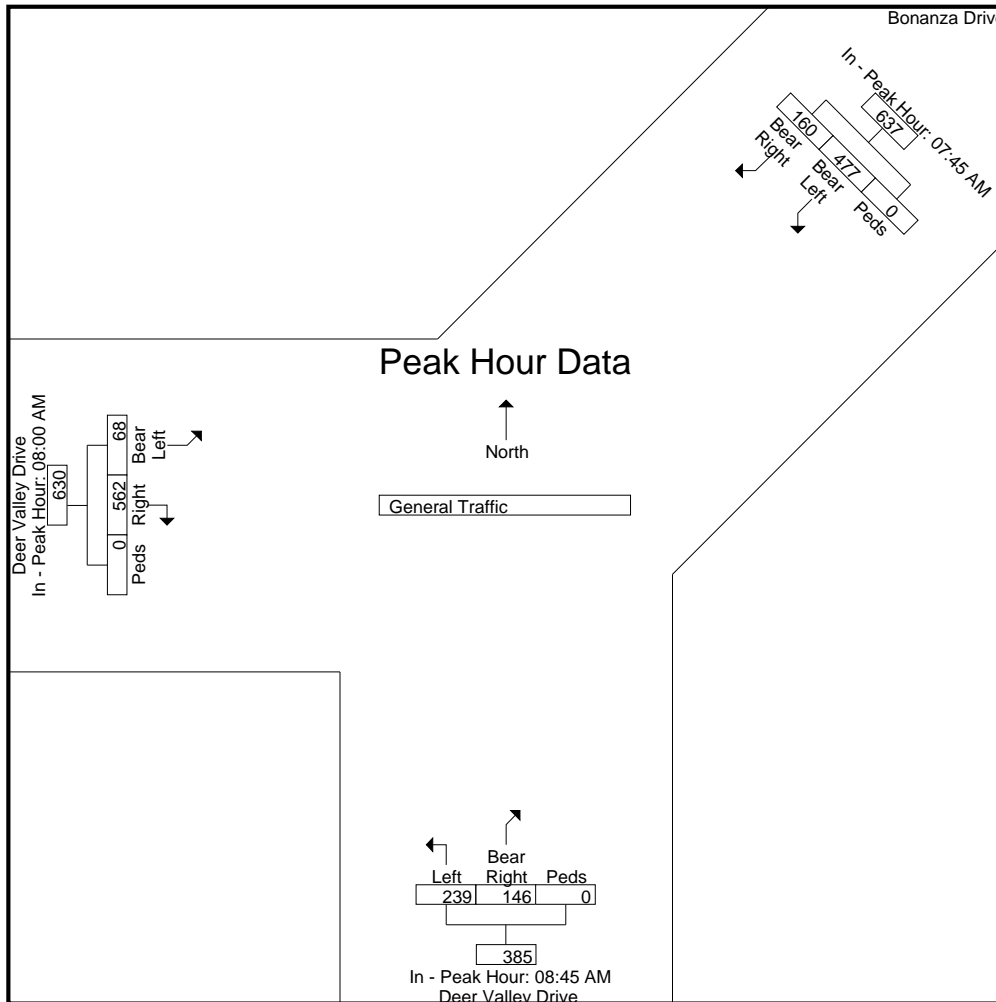 Bonanza Drive
In - Peak Hour: 07:45 AM
637
160 477 0
Bear
Right
Bear
Left
Peds
Peak Hour Data
North
General Traffic
Deer Valley Drive
In - Peak Hour: 08:00 AM
630
68 562 0
Bear
Left
Right
Peds
Bear
Left Right Peds
239 146 0
385
In - Peak Hour: 08:45 AM
Deer Valley Drive